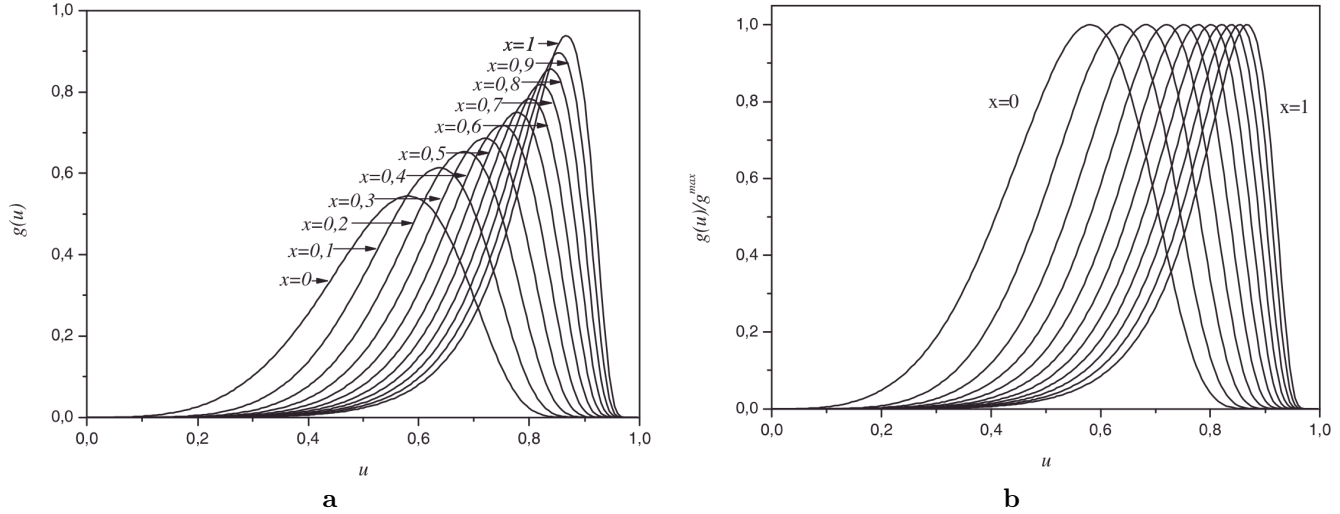 1,0
0,8
0,6
0,4
0,2
0,0
g(u)
x=1
x=0,9
x=0,8
x=0,7
x=0,6
x=0,5
x=0,4
x=0,3
x=0,2
x=0,1
x=0
0,0 0,2 0,4 0,6 0,8 1,0
u
a
1,0
0,8
0,6
0,4
0,2
0,0
g(u)/g^max
x=0
x=1
0,0 0,2 0,4 0,6 0,8 1,0
u
b